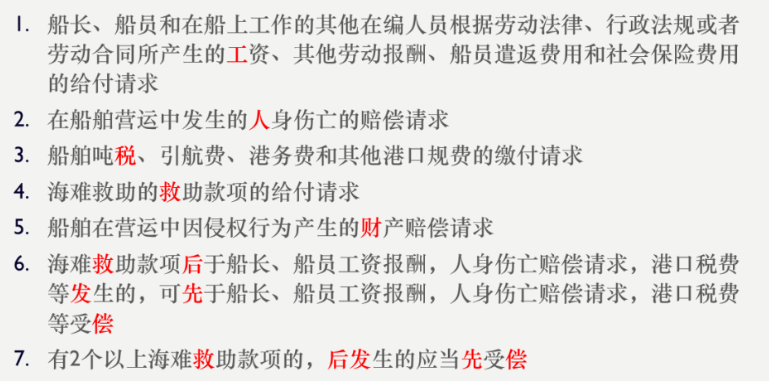 1. 船长、船员和在船上工作的其他在编人员根据劳动法律、行政法规或者
劳动合同所产生的工资、其他劳动报酬、船员遣返费用和社会保险费用
的给付请求
2. 在船舶营运中发生的人身伤亡的赔偿请求
3. 船舶吨税、引航费、港务费和其他港口规费的缴付请求
4. 海难救助的救助款项的给付请求
5. 船舶在营运中因侵权行为产生的财产赔偿请求
6. 海难救助款项后于船长、船员工资报酬，人身伤亡赔偿请求，港口税费
等发生的，可先于船长、船员工资报酬，人身伤亡赔偿请求，港口税费
等受偿
7. 有2个以上海难救助款项的，后发生的应当先受偿